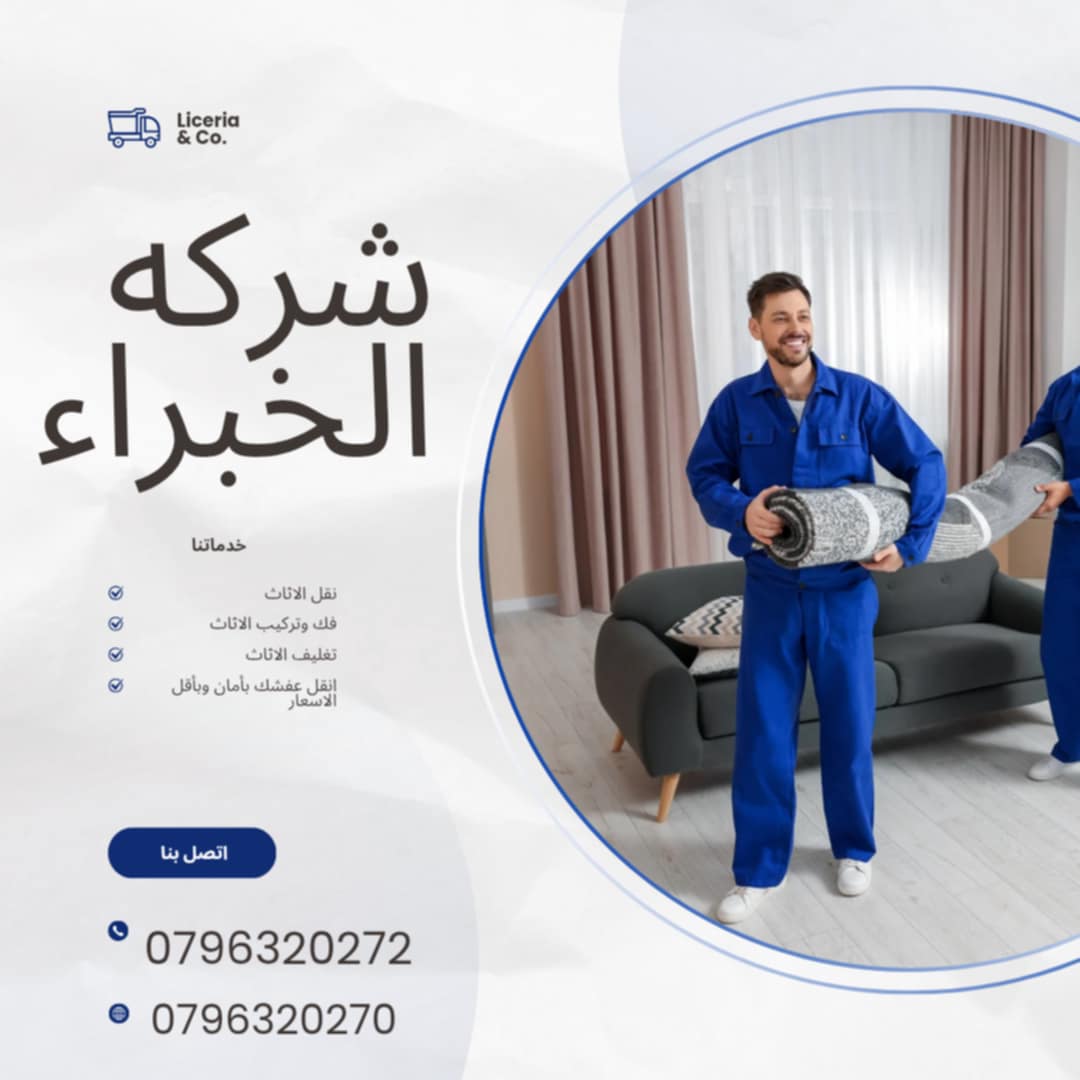 Liceria
& Co.
شركه
الخبراء
خدماتنا
نقل الاثاث
فك وتركيب الاثاث
تغليف الاثاث
انقل عفشك بأمان وبأقل
الاسعار
اتصل بنا
0796320272
0796320270